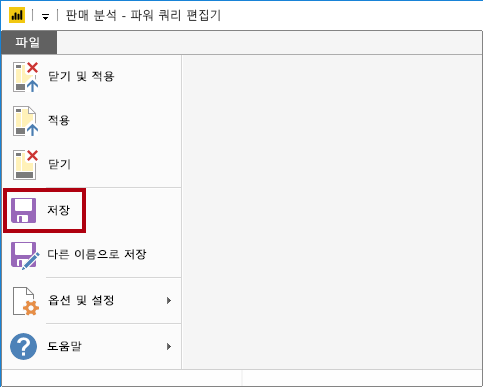 판매 분석 - 파워 쿼리 편집기
파일
닫기 및 적용
적용
닫기
저장
다른 이름으로 저장
옵션 및 설정
도움말